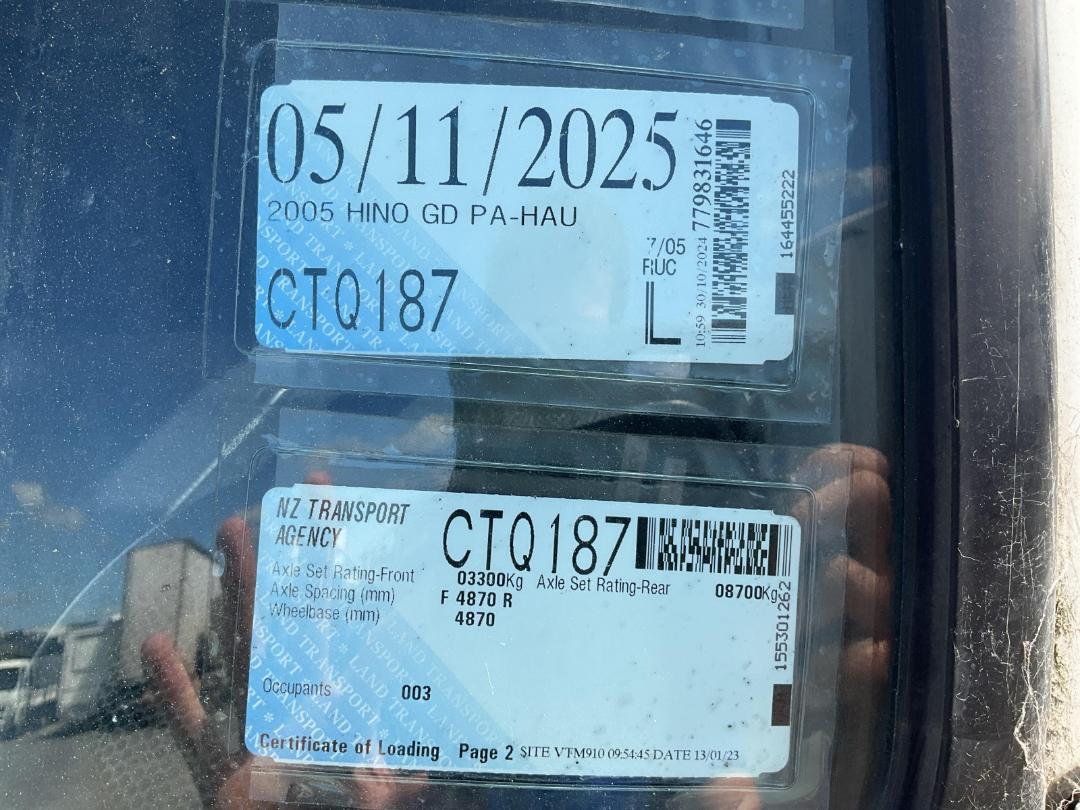 05/11/2025
2005 HINO GD PA-HAU
7/05
RUC
CTQ187
L
10:59 30/10/2024 779831646
164455222
NZ TRANSPORT
AGENCY
CTQ187
Axle Set Rating-Front 03300Kg Axle Set Rating-Rear 08700Kg
Axle Spacing (mm) F 4870 R
Wheelbase (mm) 4870
155301262
Occupants 003
Certificate of Loading Page 2 SITE VTM910 09:54:45 DATE 13/01/23